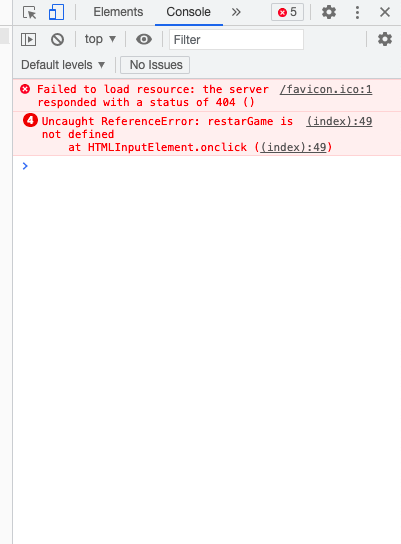 Elements Console 5
top Filter
Default levels No Issues
Failed to load resource: the server /favicon.ico:1
responded with a status of 404 ()
4 Uncaught ReferenceError: restarGame is (index):49
not defined
at HTMLInputElement.onclick ((index):49)